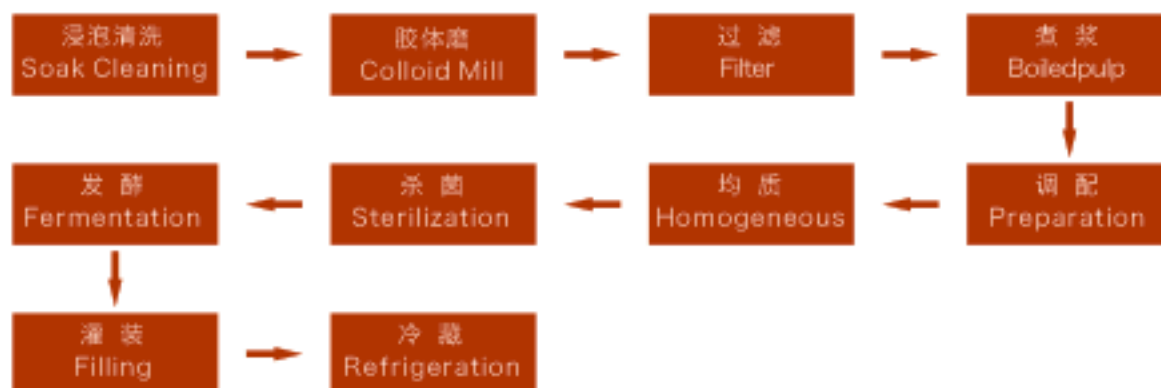 浸泡清洗
Soak Cleaning
胶体磨
Colloid Mill
过滤
Filter
煮浆
Boiledpulp
调配
Preparation
均质
Homogeneous
杀菌
Sterilization
发酵
Fermentation
灌装
Filling
冷藏
Refrigeration